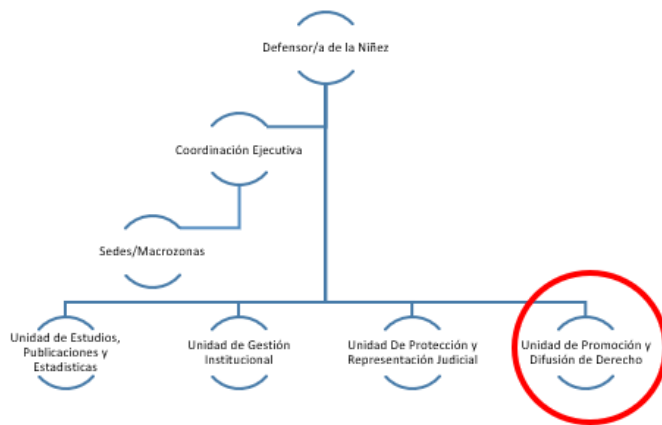 Defensor/a de la Niñez
Coordinación Ejecutiva
Sedes/Macrozonas
Unidad de Estudios,
Publicaciones y
Estadisticas
Unidad de Gestión
Institucional
Unidad De Protección y
Representación Judicial
Unidad de Promoción y
Difusión de Derecho